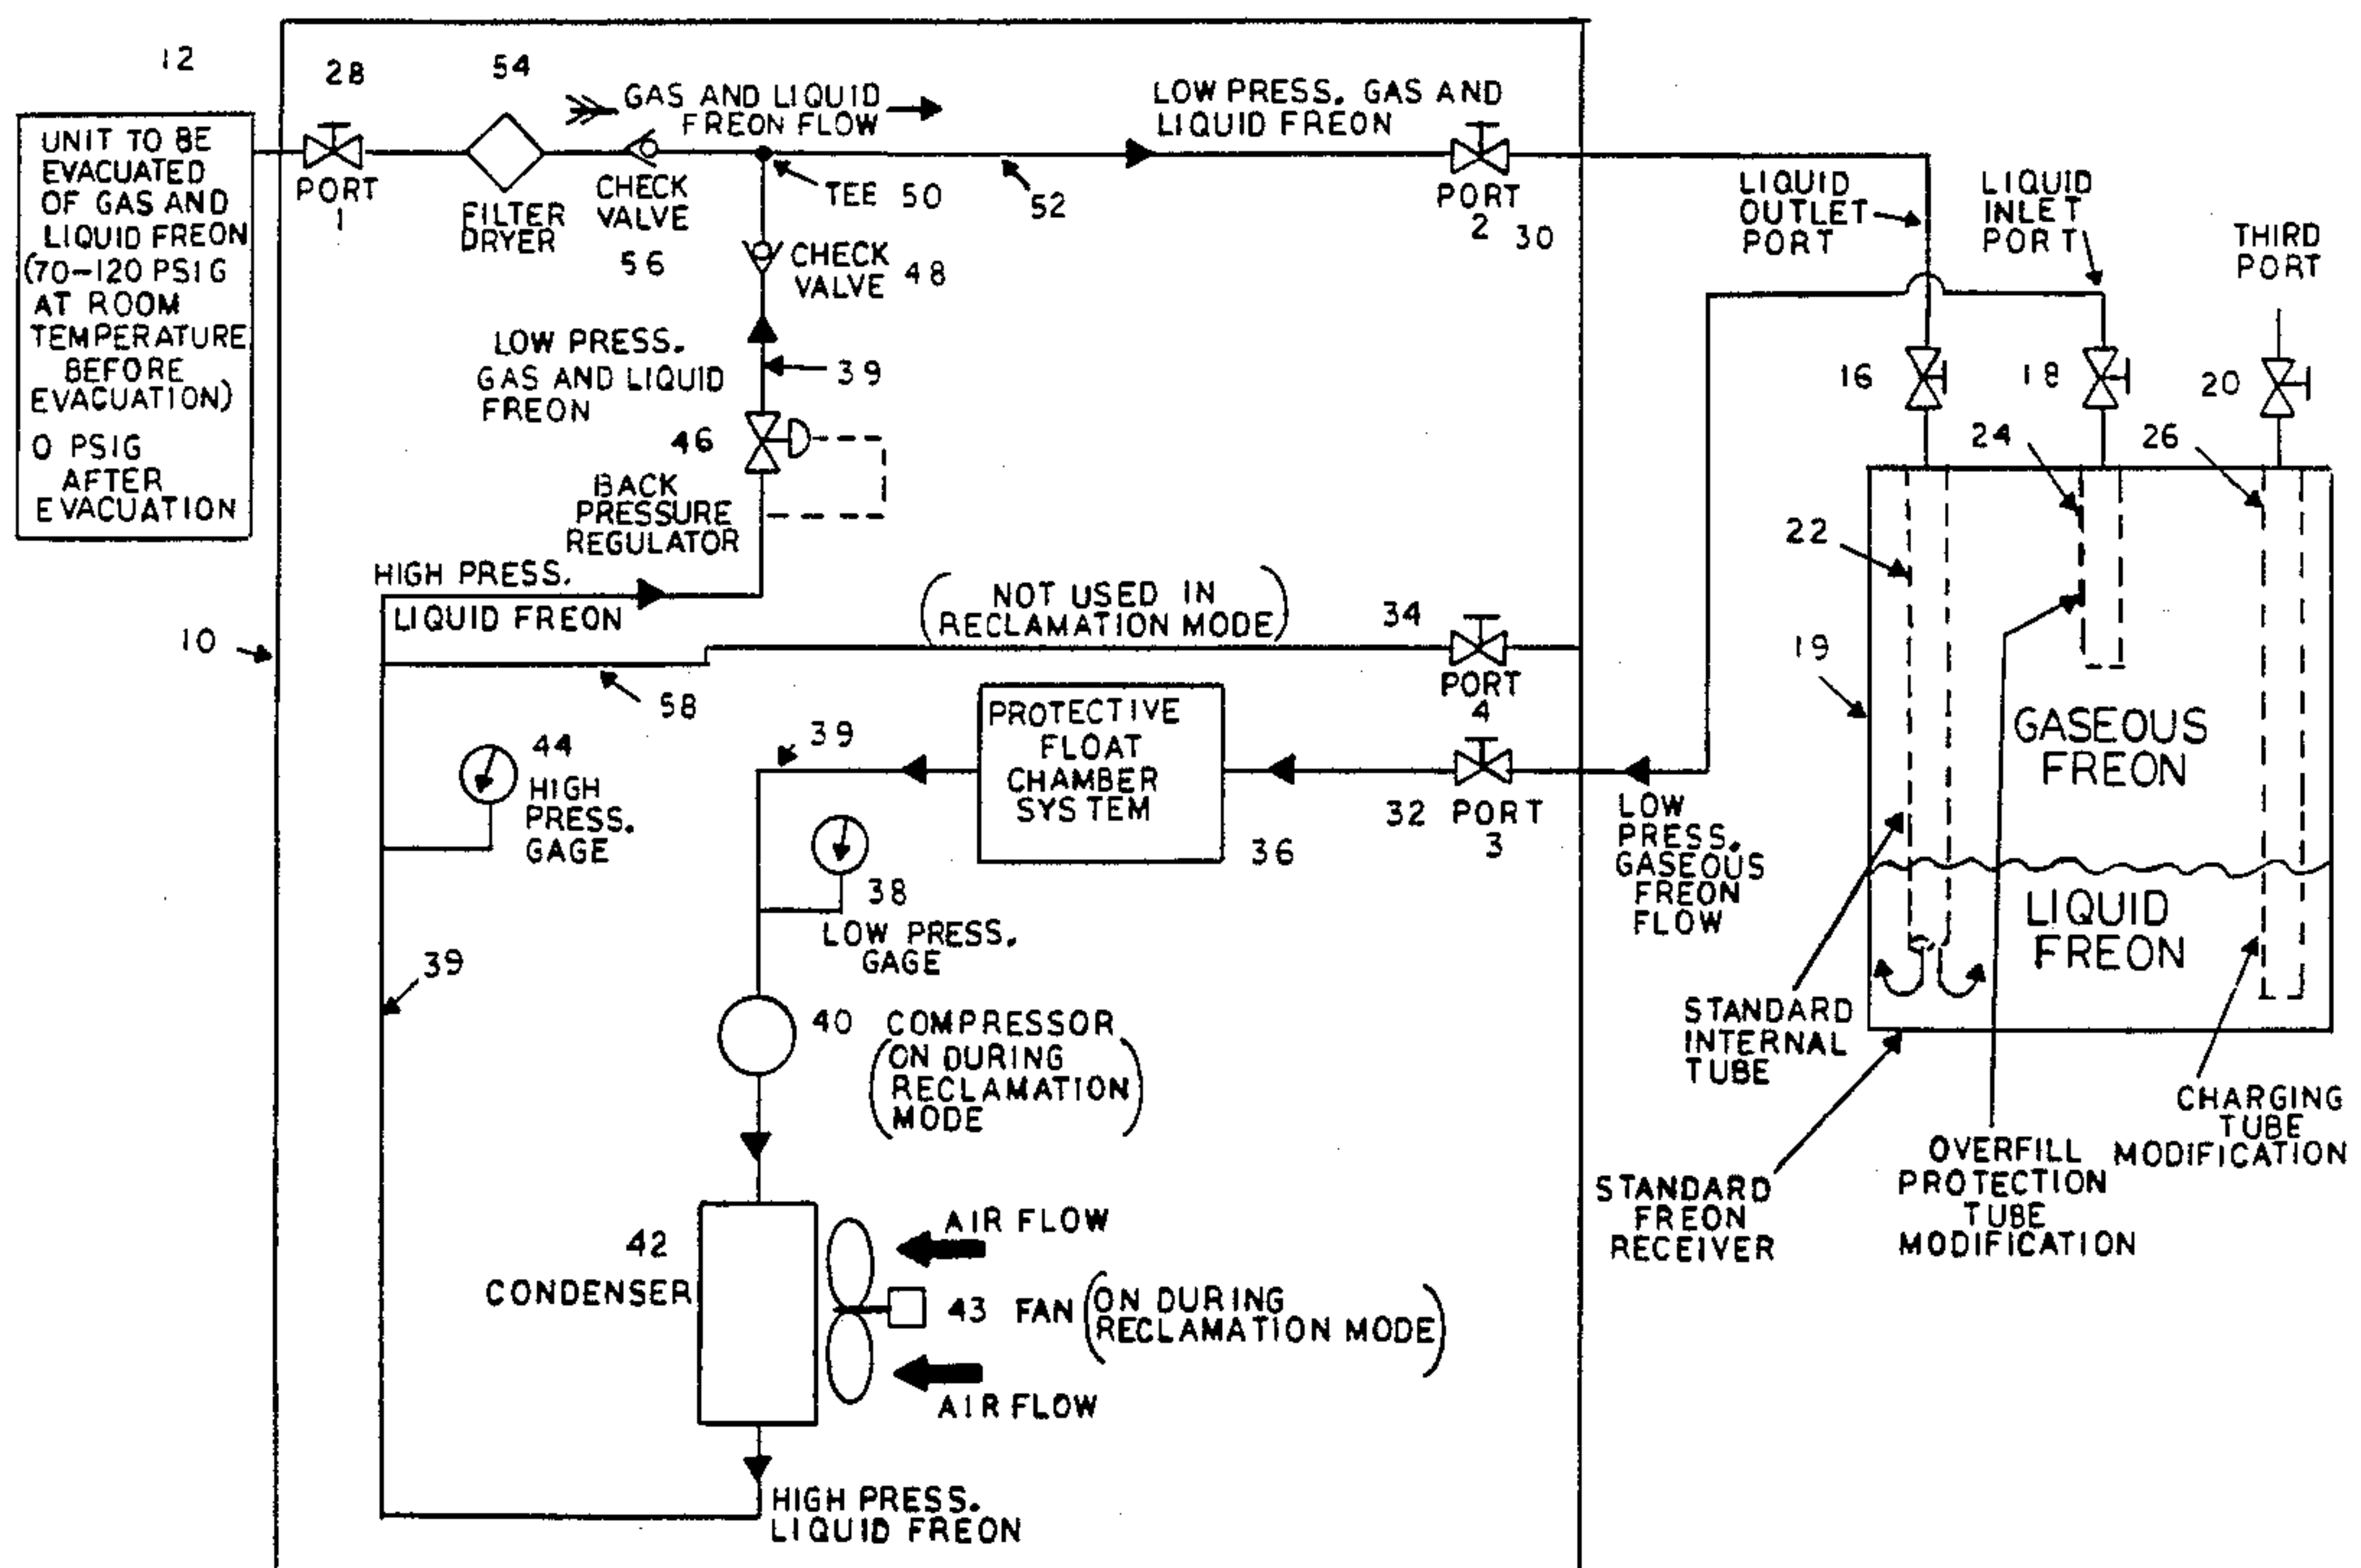 12
28
54
GAS AND LIQUID
FREON FLOW
LOW PRESS. GAS AND
LIQUID FREON
UNIT TO BE
EVACUATED
OF GAS AND
LIQUID FREON
(70-120 PSIG
AT ROOM
TEMPERATURE
BEFORE
EVACUATION)
0 PSIG
AFTER
EVACUATION
PORT
1
FILTER
DRYER
CHECK
VALVE
56
TEE 50
52
PORT
2 30
LIQUID
OUTLET
PORT
LIQUID
INLET
PORT
THIRD
PORT
CHECK
VALVE 48
LOW PRESS.
GAS AND LIQUID
FREON
39
46
BACK
PRESSURE
REGULATOR
16
18
20
24
26
22
19
HIGH PRESS.
LIQUID FREON
(NOT USED IN
RECLAMATION MODE)
34
PORT
4
10
58
44
HIGH
PRESS.
GAGE
39
PROTECTIVE
FLOAT
CHAMBER
SYSTEM
36
32 PORT
3
LOW
PRESS.
GASEOUS
FREON
FLOW
GASEOUS
FREON
LIQUID
FREON
38
LOW PRESS.
GAGE
39
40 COMPRESSOR
(ON DURING
RECLAMATION
MODE)
STANDARD
INTERNAL
TUBE
CHARGING
TUBE
MODIFICATION
OVERFILL
PROTECTION
TUBE
MODIFICATION
STANDARD
FREON
RECEIVER
42
CONDENSER
AIR FLOW
43 FAN (ON DURING
RECLAMATION MODE)
AIR FLOW
HIGH PRESS.
LIQUID FREON